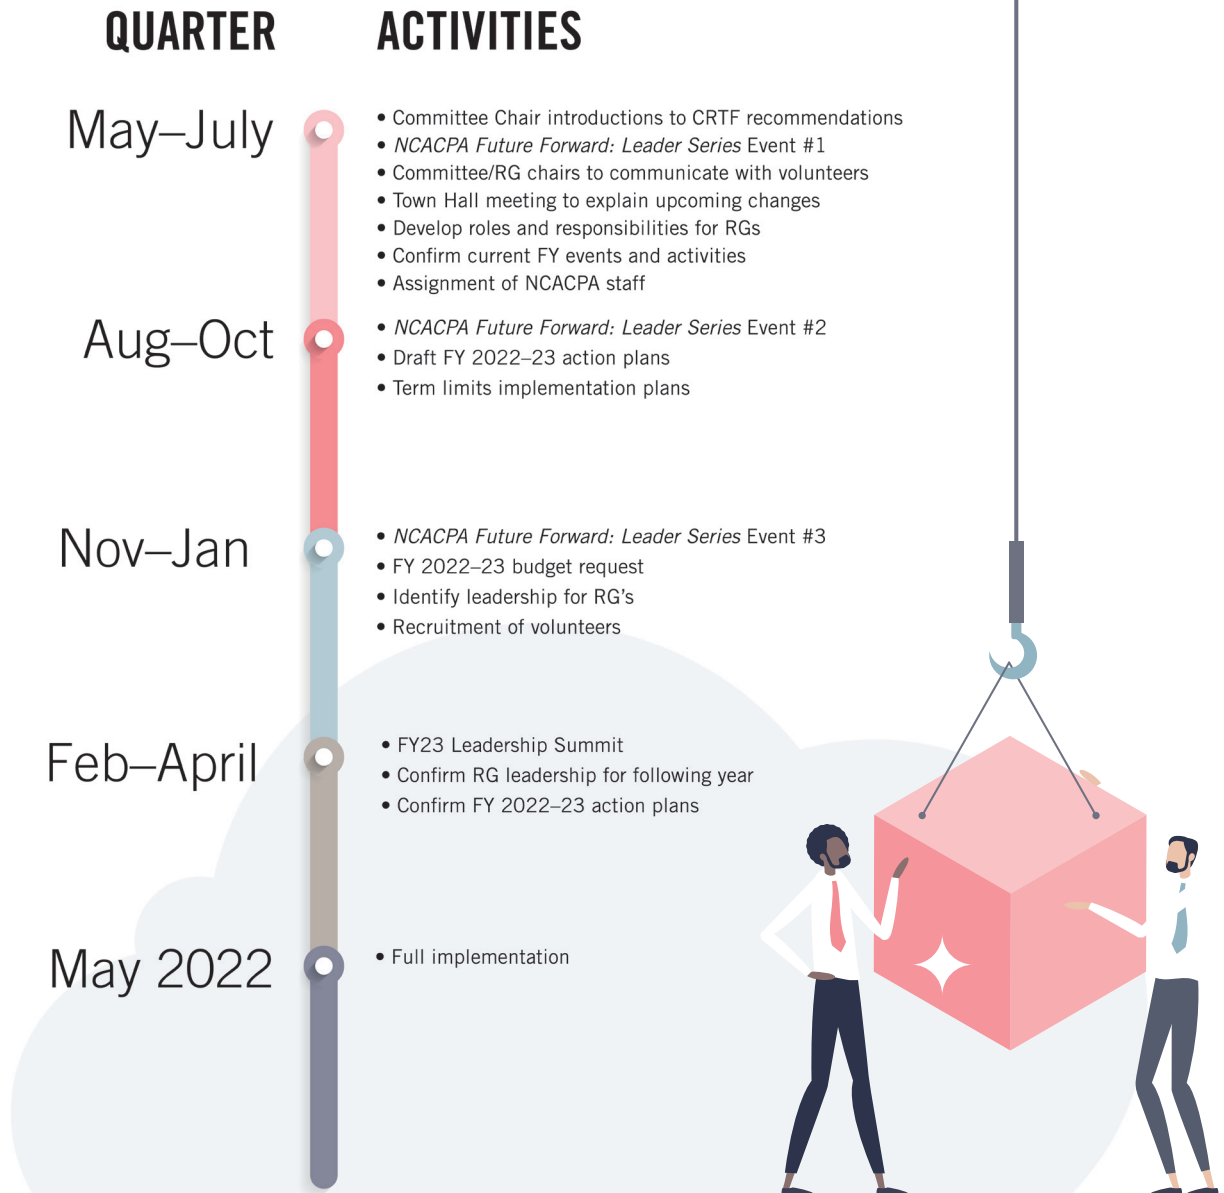 QUARTER ACTIVITIES
May–July
• Committee Chair introductions to CRTF recommendations
• NCACPA Future Forward: Leader Series Event #1
• Committee/RG chairs to communicate with volunteers
• Town Hall meeting to explain upcoming changes
• Develop roles and responsibilities for RGs
• Confirm current FY events and activities
• Assignment of NCACPA staff
Aug–Oct
• NCACPA Future Forward: Leader Series Event #2
• Draft FY 2022–23 action plans
• Term limits implementation plans
Nov–Jan
• NCACPA Future Forward: Leader Series Event #3
• FY 2022–23 budget request
• Identify leadership for RG’s
• Recruitment of volunteers
Feb–April
• FY23 Leadership Summit
• Confirm RG leadership for following year
• Confirm FY 2022–23 action plans
May 2022
• Full implementation